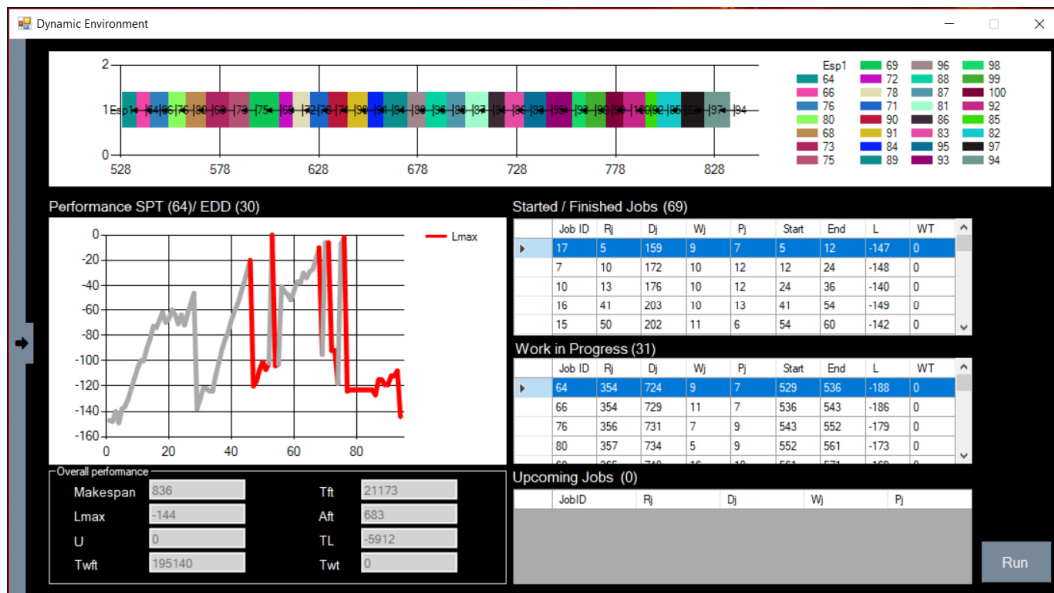 Dynamic Environment
2
1
0
528 578 628 678 728 778 828
Esp1
64
66
76
80
68
73
75
69
72
78
71
90
91
84
89
96
88
87
81
86
83
95
93
98
99
100
92
85
82
97
94
Performance SPT (64)/ EDD (30)
0
-20
-40
-60
-80
-100
-120
-140
-160
0 20 40 60 80
Lmax
Overall performance
Makespan 836 Tft 21173
Lmax -144 Aft 683
U 0 TL -5912
Twft 195140 Twt 0
Started / Finished Jobs (69)
Job ID Rj Dj Wj Pj Start End L WT
17 5 159 9 7 5 12 -147 0
7 10 172 10 12 12 24 -148 0
10 13 176 10 12 24 36 -140 0
16 41 203 10 13 41 54 -149 0
15 50 202 11 6 54 60 -142 0
Work in Progress (31)
Job ID Rj Dj Wj Pj Start End L WT
64 354 724 9 7 529 536 -188 0
66 354 729 11 7 536 543 -186 0
76 356 731 7 9 543 552 -179 0
80 357 734 5 9 552 561 -173 0
Upcoming Jobs (0)
JobID Rj Dj Wj Pj
Run